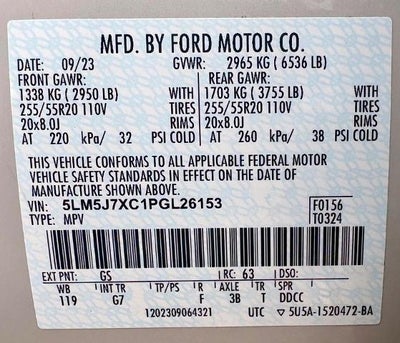 MFD. BY FORD MOTOR CO.
DATE: 09/23 GVWR: 2965 KG ( 6536 LB)
FRONT GAWR: REAR GAWR:
1338 KG ( 2950 LB) WITH 1703 KG ( 3755 LB) WITH
255/55R20 110V TIRES 255/55R20 110V TIRES
20x8.0J RIMS 20x8.0J RIMS
AT 220 kPa/ 32 PSI COLD AT 260 kPa/ 38 PSI COLD
THIS VEHICLE CONFORMS TO ALL APPLICABLE FEDERAL MOTOR
VEHICLE SAFETY STANDARDS IN EFFECT ON THE DATE OF
MANUFACTURE SHOWN ABOVE.
VIN: 5LM5J7XC1PGL26153 F0156
TYPE: MPV T0324
EXT PNT: GS RC: 63 DSO:
WB INT TR TP/PS R AXLE TR SPR
119 G7 F 3B T DDCC
1202309064321 UTC ▽ 5U5A-1520472-BA